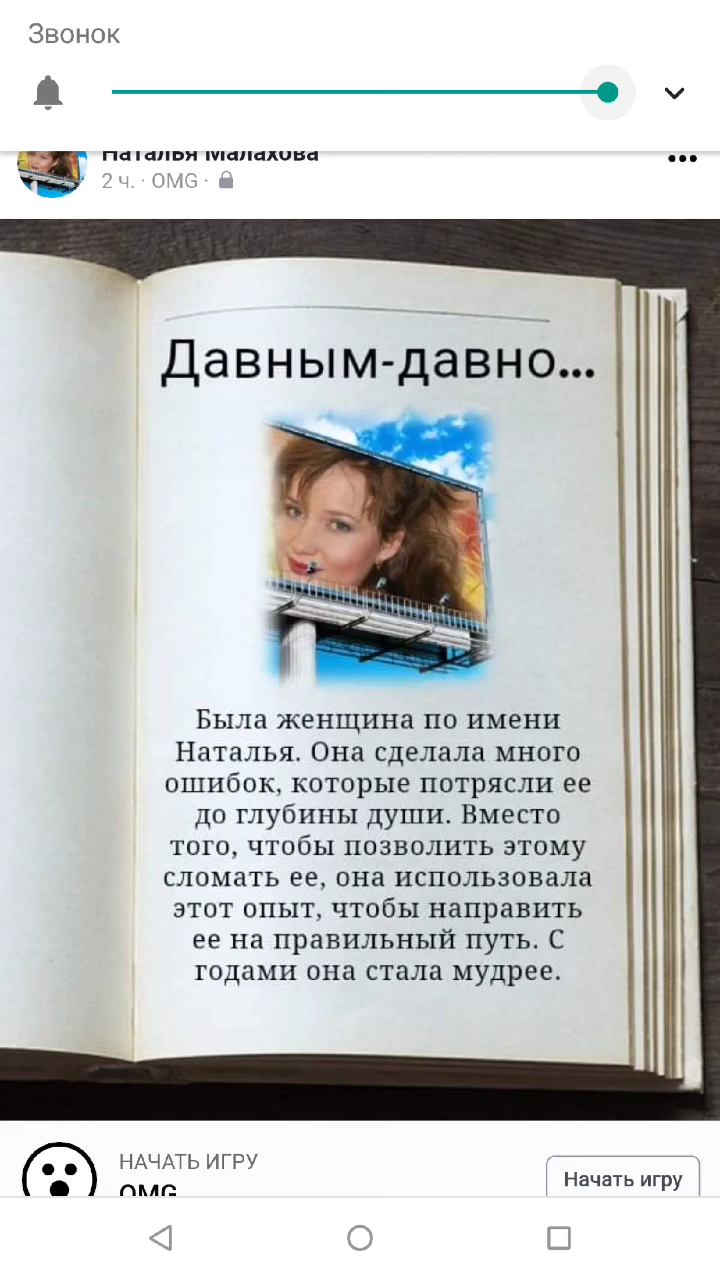 Звонок
Наталья Малахова
2 ч. · OMG ·
Давным-давно...
Была женщина по имени
Наталья. Она сделала много
ошибок, которые потрясли ее
до глубины души. Вместо
того, чтобы позволить этому
сломать ее, она использовала
этот опыт, чтобы направить
ее на правильный путь. С
годами она стала мудрее.
НАЧАТЬ ИГРУ
OMG
Начать игру